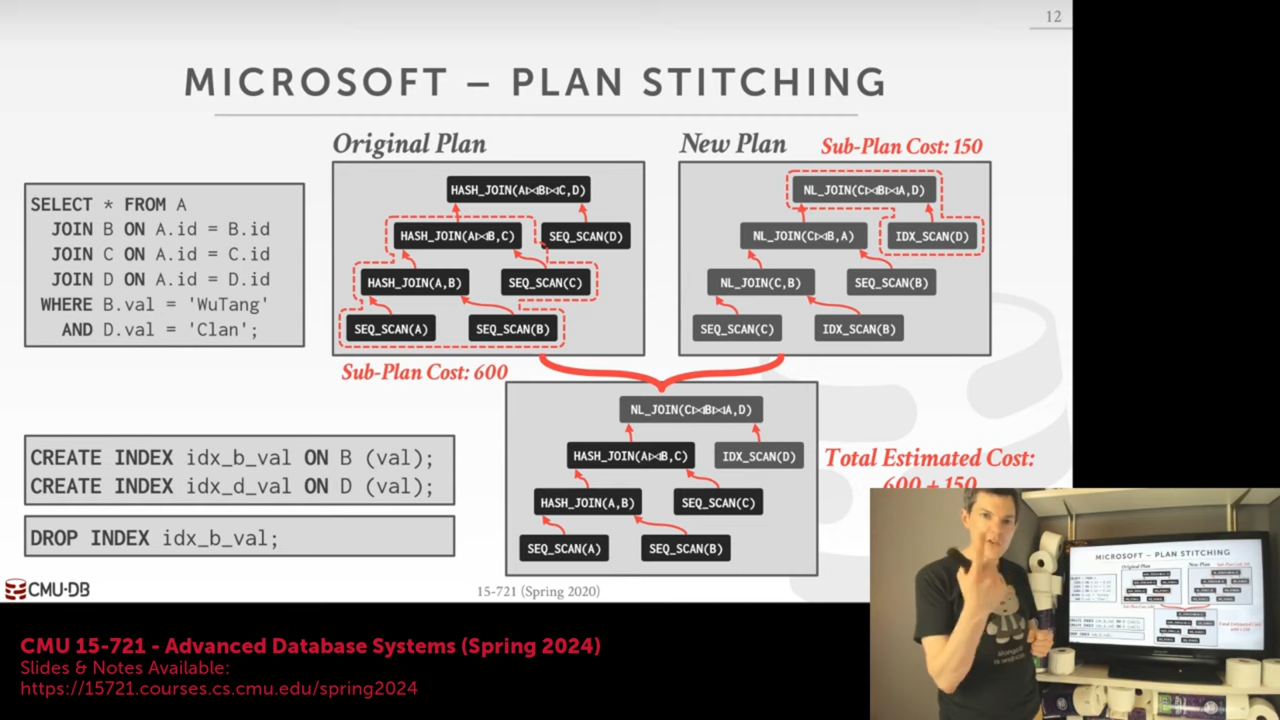 12
MICROSOFT – PLAN STITCHING
Original Plan
New Plan
Sub-Plan Cost: 150
SELECT * FROM A
JOIN B ON A.id = B.id
JOIN C ON A.id = C.id
JOIN D ON A.id = D.id
WHERE B.val = 'WuTang'
AND D.val = 'Clan';
HASH_JOIN(A⨝B⨝C,D)
HASH_JOIN(A⨝B,C)
SEQ_SCAN(D)
HASH_JOIN(A,B)
SEQ_SCAN(C)
SEQ_SCAN(A)
SEQ_SCAN(B)
Sub-Plan Cost: 600
NL_JOIN(C⨝B⨝A,D)
NL_JOIN(C⨝B,A)
IDX_SCAN(D)
NL_JOIN(C,B)
SEQ_SCAN(B)
SEQ_SCAN(C)
IDX_SCAN(B)
NL_JOIN(C⨝B⨝A,D)
HASH_JOIN(A⨝B,C)
IDX_SCAN(D)
HASH_JOIN(A,B)
SEQ_SCAN(C)
SEQ_SCAN(A)
SEQ_SCAN(B)
Total Estimated Cost:
600 + 150
CREATE INDEX idx_b_val ON B (val);
CREATE INDEX idx_d_val ON D (val);
DROP INDEX idx_b_val;
CMU·DB
15-721 (Spring 2020)
CMU 15-721 - Advanced Database Systems (Spring 2024)
Slides & Notes Available:
https://15721.courses.cs.cmu.edu/spring2024
MICROSOFT – PLAN STITCHING